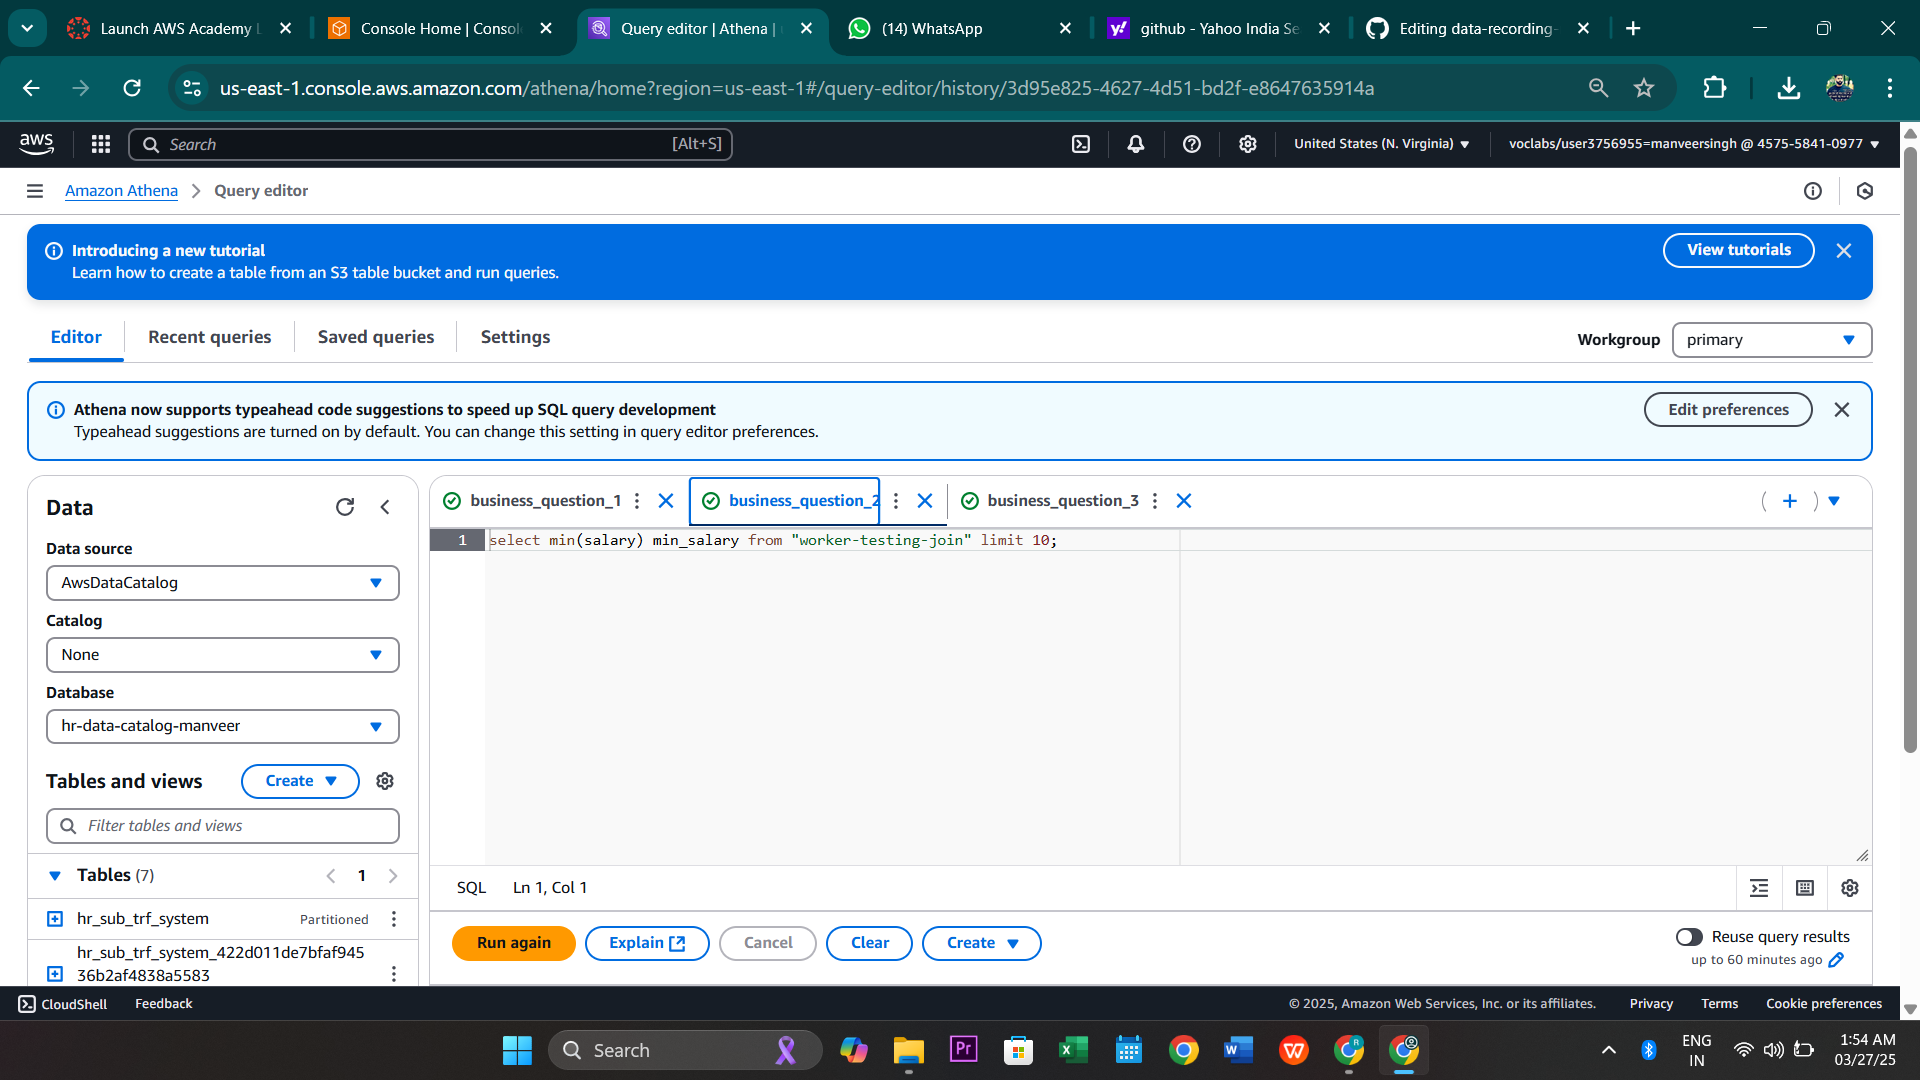 Launch AWS Academy L
Console Home | Consol
Query editor | Athena |
(14) WhatsApp
github - Yahoo India Se
Editing data-recording-
us-east-1.console.aws.amazon.com/athena/home?region=us-east-1#/query-editor/history/3d95e825-4627-4d51-bd2f-e8647635914a
aws
Search [Alt+S]
United States (N. Virginia)
voclabs/user3756955=manveersingh @ 4575-5841-0977
Amazon Athena > Query editor
Introducing a new tutorial
Learn how to create a table from an S3 table bucket and run queries.
View tutorials
Editor
Recent queries
Saved queries
Settings
Workgroup
primary
Athena now supports typeahead code suggestions to speed up SQL query development
Typeahead suggestions are turned on by default. You can change this setting in query editor preferences.
Edit preferences
Data
Data source
AwsDataCatalog
Catalog
None
Database
hr-data-catalog-manveer
Tables and views
Create
Filter tables and views
Tables (7)
1
hr_sub_trf_system
Partitioned
hr_sub_trf_system_422d011de7bfaf945
36b2af4838a5583
business_question_1
business_question_2
business_question_3
1 select min(salary) min_salary from "worker-testing-join" limit 10;
SQL Ln 1, Col 1
Run again
Explain
Cancel
Clear
Create
Reuse query results
up to 60 minutes ago
CloudShell
Feedback
© 2025, Amazon Web Services, Inc. or its affiliates.
Privacy
Terms
Cookie preferences
Search
Pr
R
ENG
IN
1:54 AM
03/27/25